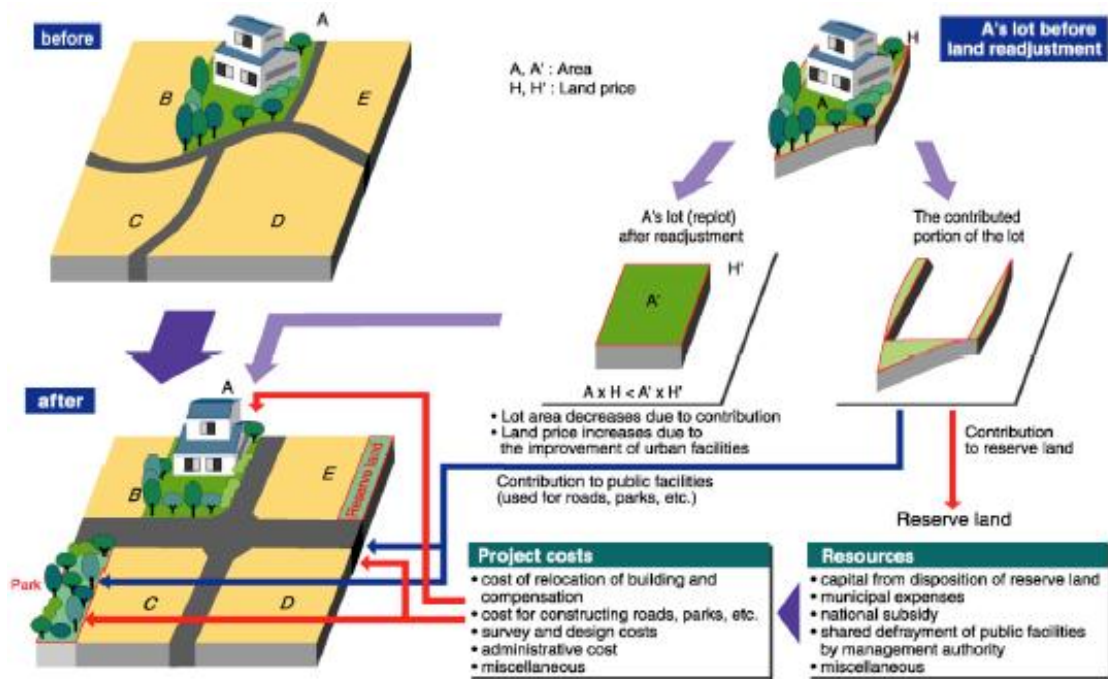 before
A
B
E
C
D
A, A' : Area
H, H' : Land price
H
A
A's lot before
land readjustment
A's lot (replot)
after readjustment
H'
A'
A x H < A' x H'
• Lot area decreases due to contribution
• Land price increases due to
the improvement of urban facilities
The contributed
portion of the lot
Contribution to public facilities
(used for roads, parks, etc.)
Contribution
to reserve land
Reserve land
after
A
B
E
Reserve land
Park
C
D
Project costs
• cost of relocation of building and
compensation
• cost for constructing roads, parks, etc.
• survey and design costs
• administrative cost
• miscellaneous
Resources
• capital from disposition of reserve land
• municipal expenses
• national subsidy
• shared defrayment of public facilities
by management authority
• miscellaneous